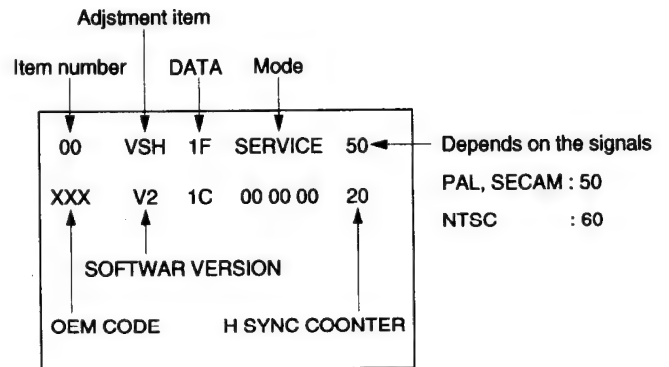 Adjstment item
Item number DATA Mode
00 VSH 1F SERVICE 50
Depends on the signals
PAL, SECAM : 50
NTSC : 60
XXX V2 1C 00 00 00 20
SOFTWAR VERSION
OEM CODE H SYNC COONTER